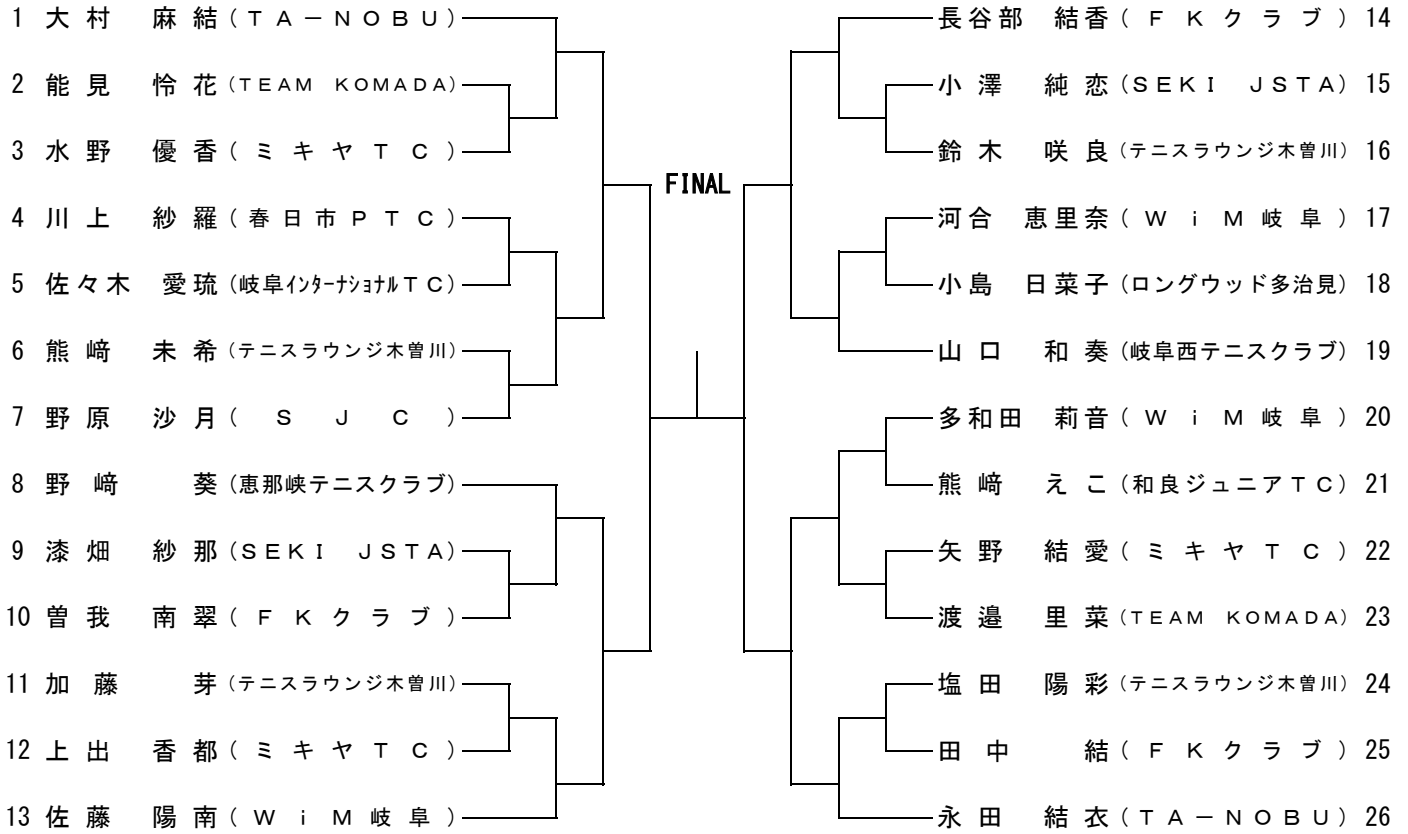 1 大村 麻結 (TA－NOBU)
2 能見 怜花 (TEAM KOMADA)
3 水野 優香 (ミキヤTC)
4 川上 紗羅 (春日市PTC)
5 佐々木 愛琉 (岐阜ｲﾝﾀｰﾅｼｮﾅﾙTC)
6 熊﨑 未希 (テニスラウンジ木曽川)
7 野原 沙月 (SJC)
8 野﨑 葵 (恵那峡テニスクラブ)
9 漆畑 紗那 (SEKI JSTA)
10 曽我 南翠 (FKクラブ)
11 加藤 芽 (テニスラウンジ木曽川)
12 上出 香都 (ミキヤTC)
13 佐藤 陽南 (WiM岐阜)
FINAL
長谷部 結香 (FKクラブ) 14
小澤 純恋 (SEKI JSTA) 15
鈴木 咲良 (テニスラウンジ木曽川) 16
河合 恵里奈 (WiM岐阜) 17
小島 日菜子 (ロングウッド多治見) 18
山口 和奏 (岐阜西テニスクラブ) 19
多和田 莉音 (WiM岐阜) 20
熊﨑 えこ (和良ジュニアTC) 21
矢野 結愛 (ミキヤTC) 22
渡邉 里菜 (TEAM KOMADA) 23
塩田 陽彩 (テニスラウンジ木曽川) 24
田中 結 (FKクラブ) 25
永田 結衣 (TA－NOBU) 26